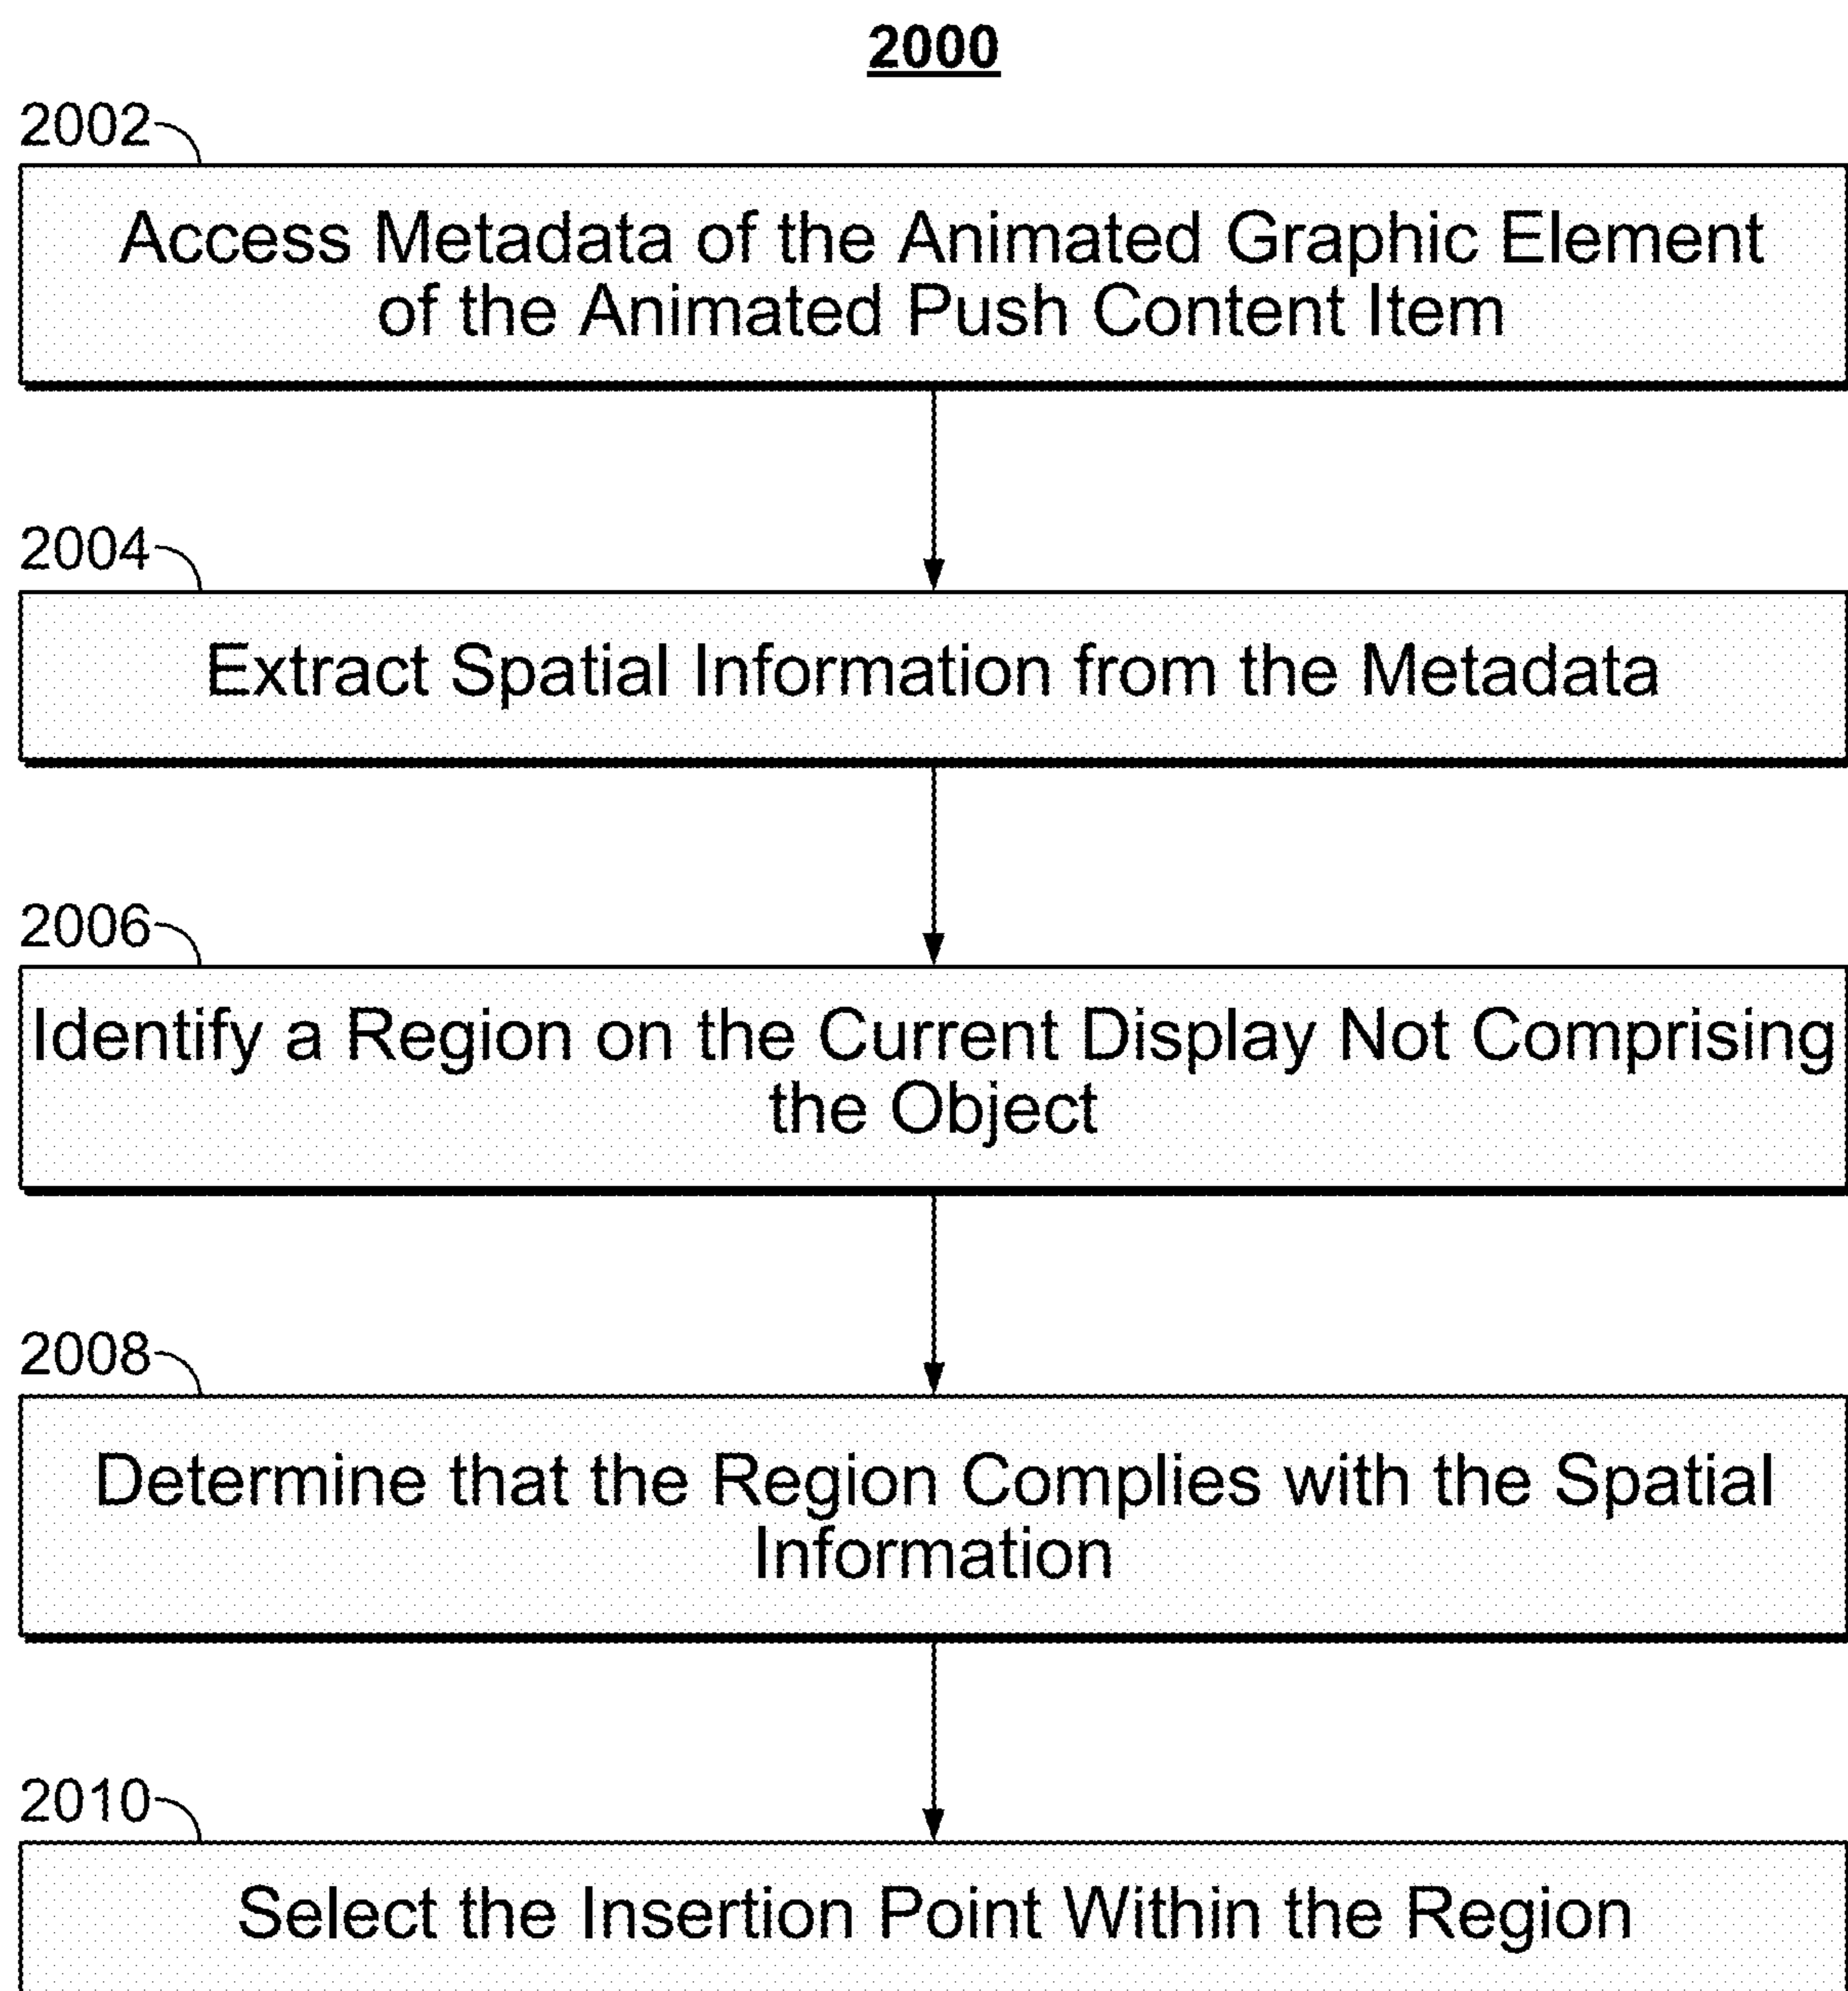 2000
2002
Access Metadata of the Animated Graphic Element
of the Animated Push Content Item
2004
Extract Spatial Information from the Metadata
2006
Identify a Region on the Current Display Not Comprising
the Object
2008
Determine that the Region Complies with the Spatial
Information
2010
Select the Insertion Point Within the Region